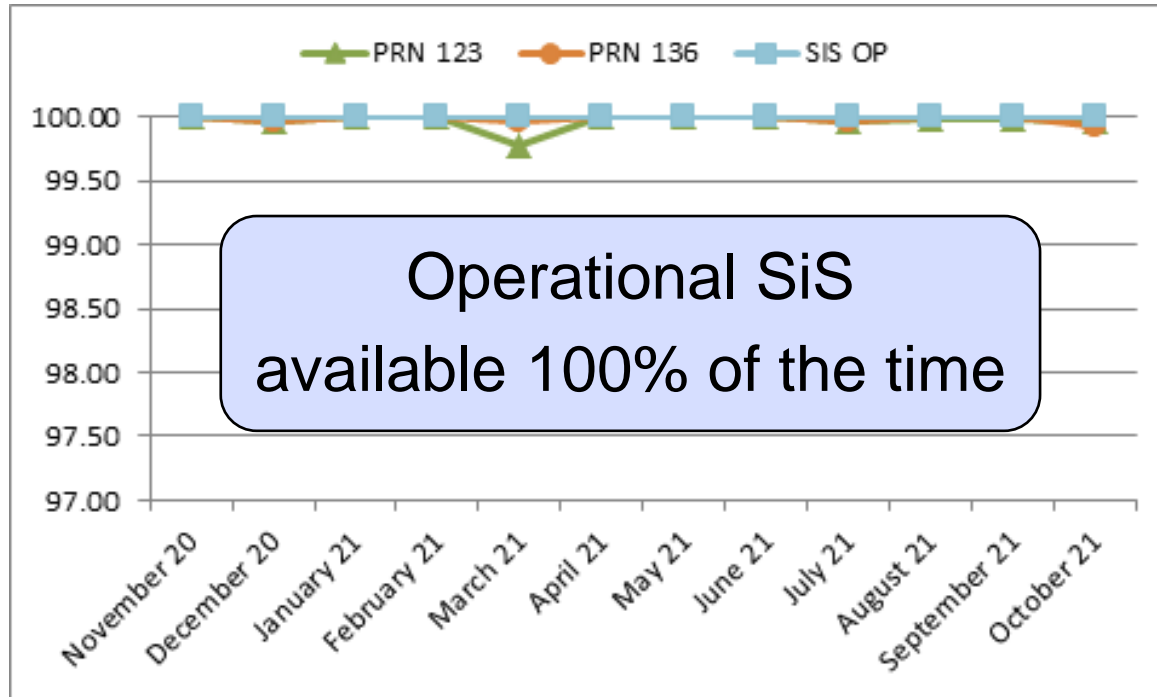 PRN 123 PRN 136 SIS OP
100.00
99.50
99.00
98.50
98.00
97.50
97.00
Operational SiS
available 100% of the time
November 20
December 20
January 21
February 21
March 21
April 21
May 21
June 21
July 21
August 21
September 21
October 21